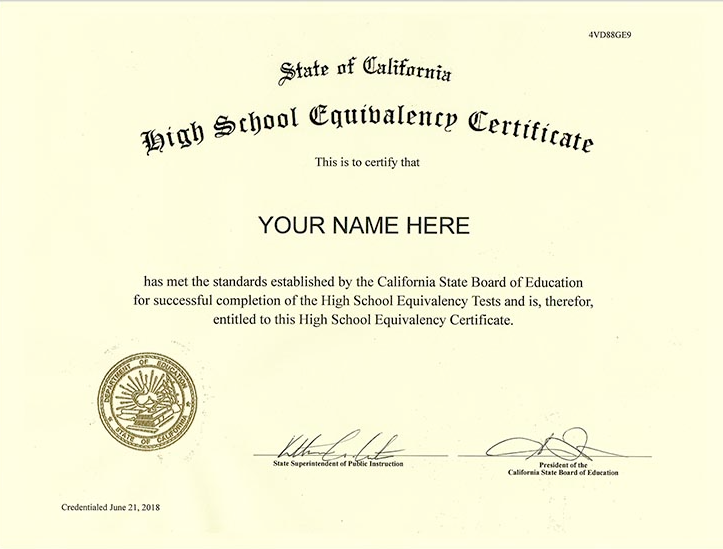 4VD88GE9
State of California
High School Equivalency Certificate
This is to certify that
YOUR NAME HERE
has met the standards established by the California State Board of Education
for successful completion of the High School Equivalency Tests and is, therefor,
entitled to this High School Equivalency Certificate.
DEPARTMENT OF EDUCATION
STATE OF CALIFORNIA
State Superintendent of Public Instruction
President of the
California State Board of Education
Credentialed June 21, 2018